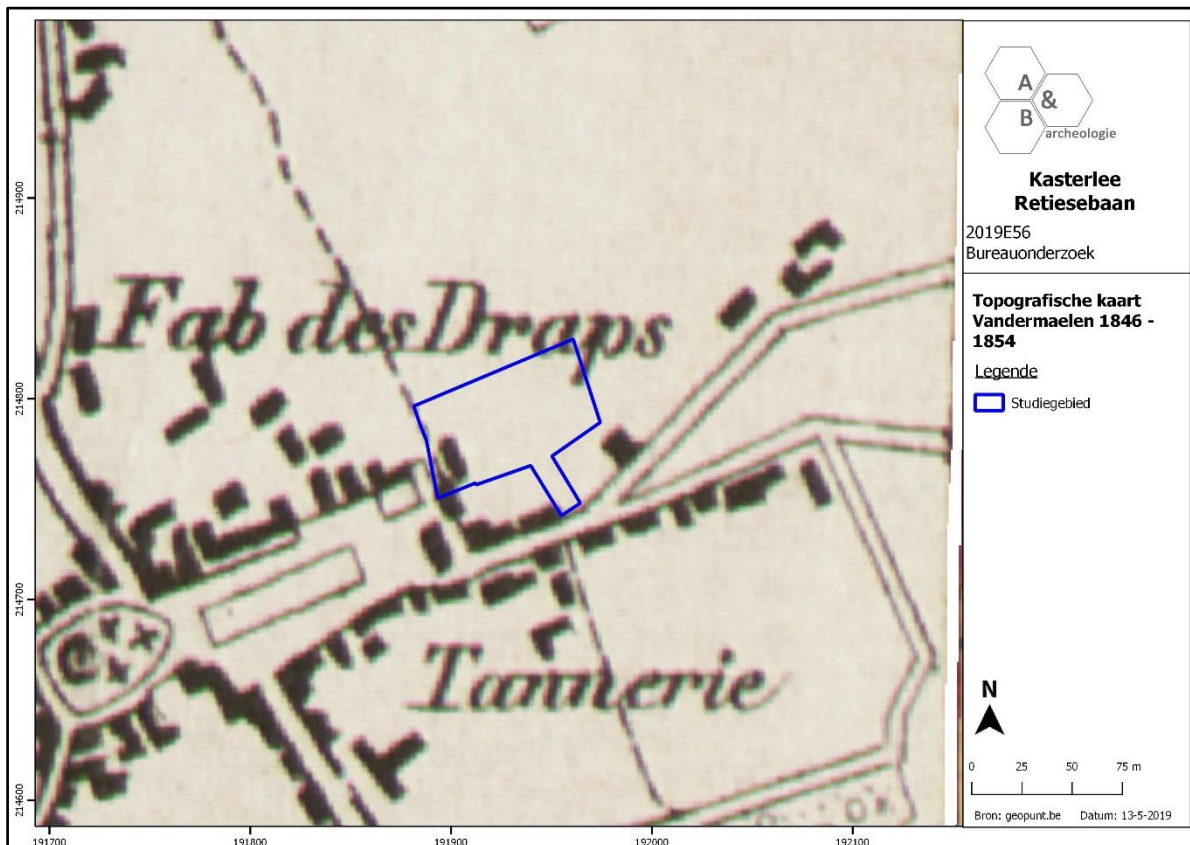 Fab des Draps
Tannerie
214900
214800
214700
214600
191700
191800
191900
192000
192100
A
&
B
archeologie
Kasterlee
Retiesebaan
2019E56
Bureauonderzoek
Topografische kaart
Vandermaelen 1846 -
1854
Legende
Studiegebied
N
0 25 50 75 m
Bron: geopunt.be Datum: 13-5-2019